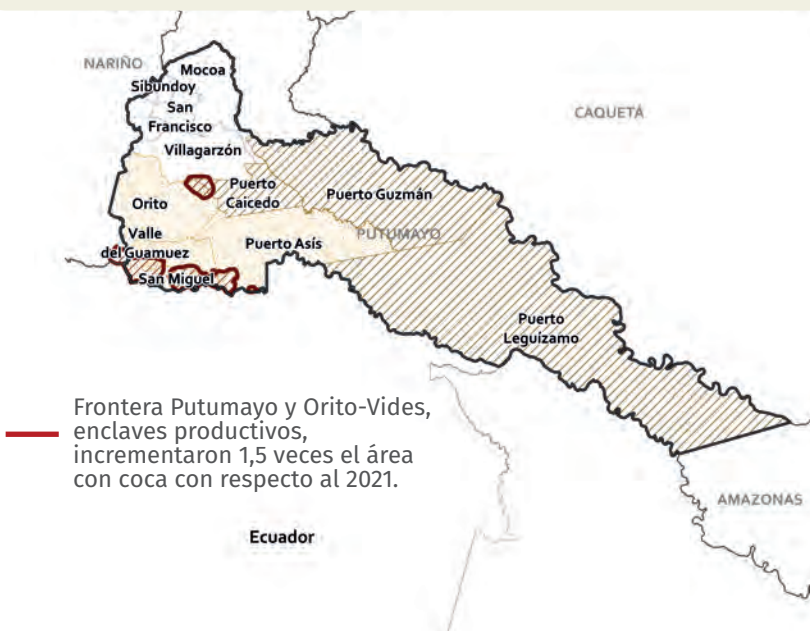 NARIÑO
Mocoa
Sibundoy
San
Francisco
CAQUETÁ
Villagarzón
Puerto
Caicedo
Puerto Guzmán
Orito
Valle
del Guamuez
Puerto Asís
PUTUMAYO
San Miguel
Puerto
Leguízamo
Frontera Putumayo y Orito-Vides,
enclaves productivos,
incrementaron 1,5 veces el área
con coca con respecto al 2021.
AMAZONAS
Ecuador